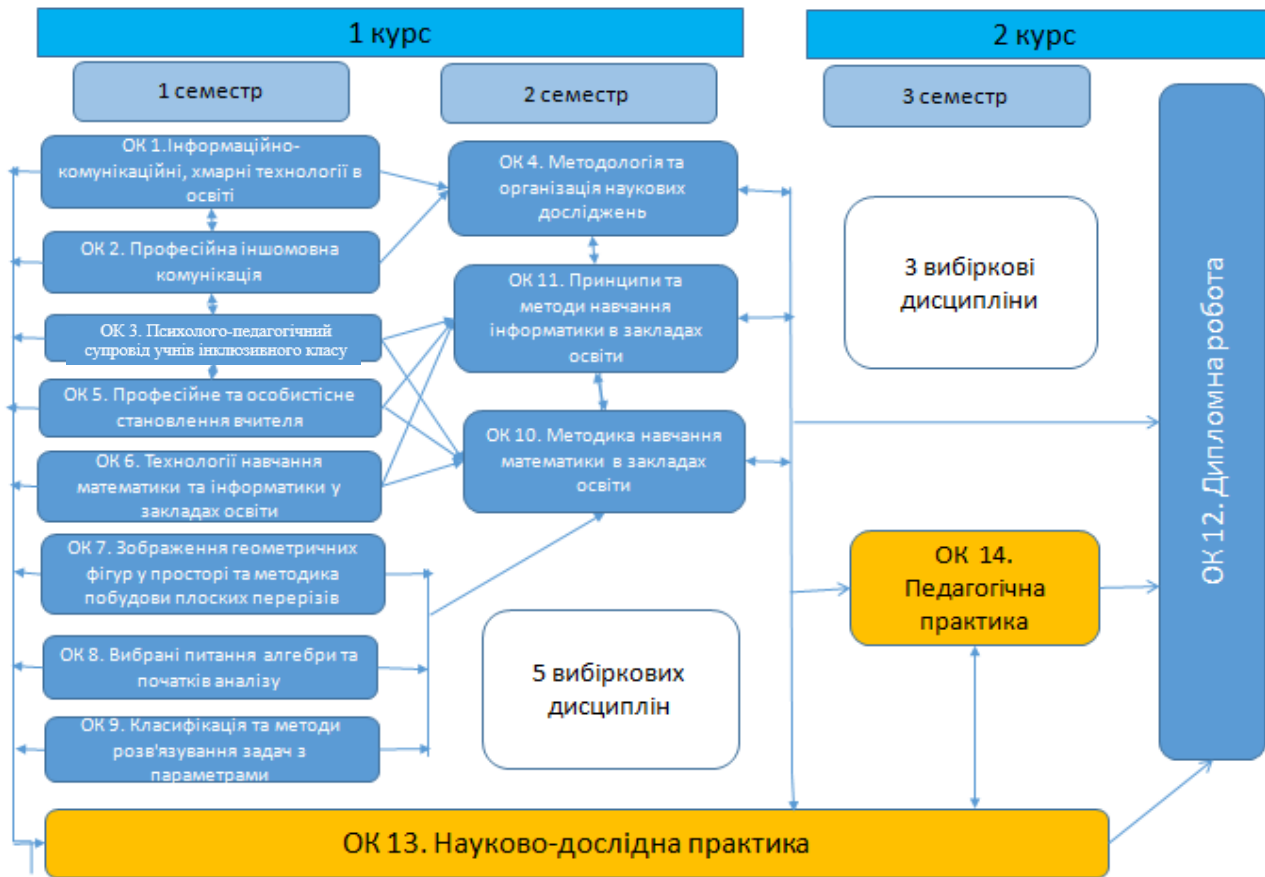 1 курс
2 курс
1 семестр
2 семестр
3 семестр
ОК 1.Інформаційно-
комунікаційні, хмарні технології в
освіті
ОК 2. Професійна іншомовна
комунікація
ОК 3. Психолого-педагогічний
супровід учнів інклюзивного класу
ОК 5. Професійне та особистісне
становлення вчителя
ОК 6. Технології навчання
математики та інформатики у
закладах освіти
ОК 7. Зображення геометричних
фігур у просторі та методика
побудови плоских перерізів
ОК 8. Вибрані питання алгебри та
початків аналізу
ОК 9. Класифікація та методи
розв'язування задач з
параметрами
ОК 4. Методологія та
організація наукових
досліджень
ОК 11. Принципи та
методи навчання
інформатики в закладах
освіти
ОК 10. Методика навчання
математики в закладах
освіти
5 вибіркових
дисциплін
3 вибіркові
дисципліни
ОК 14.
Педагогічна
практика
ОК 12. Дипломна робота
ОК 13. Науково-дослідна практика